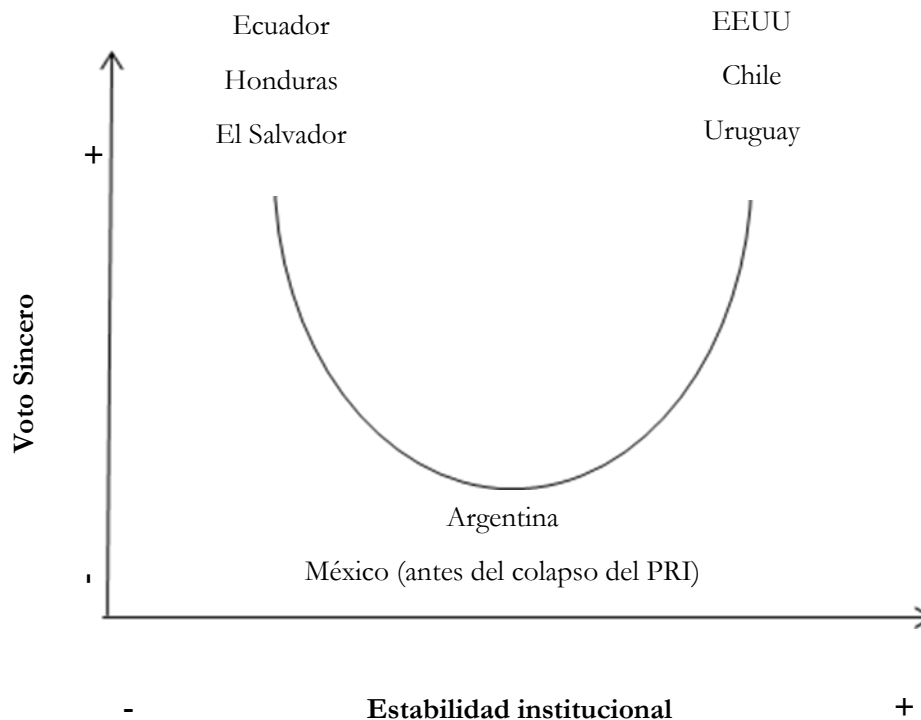 Ecuador
Honduras
El Salvador
EEUU
Chile
Uruguay
+
Voto Sincero
-
Argentina
México (antes del colapso del PRI)
-
Estabilidad institucional
+